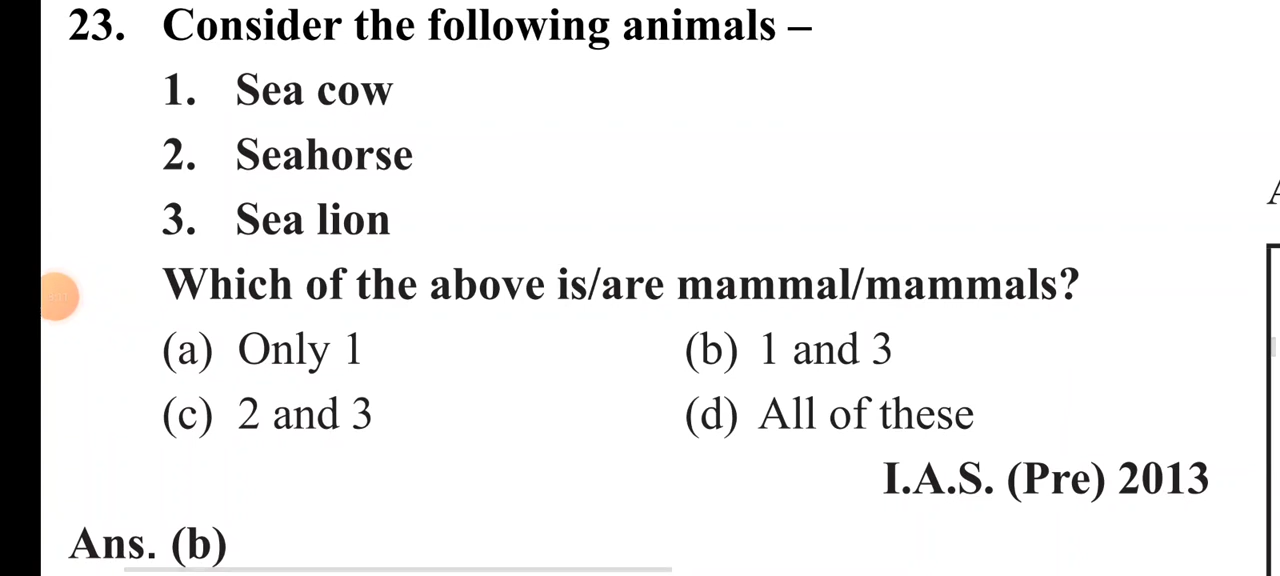 23. Consider the following animals –
1. Sea cow
2. Seahorse
3. Sea lion
Which of the above is/are mammal/mammals?
(a) Only 1 (b) 1 and 3
(c) 2 and 3 (d) All of these
I.A.S. (Pre) 2013
Ans. (b)